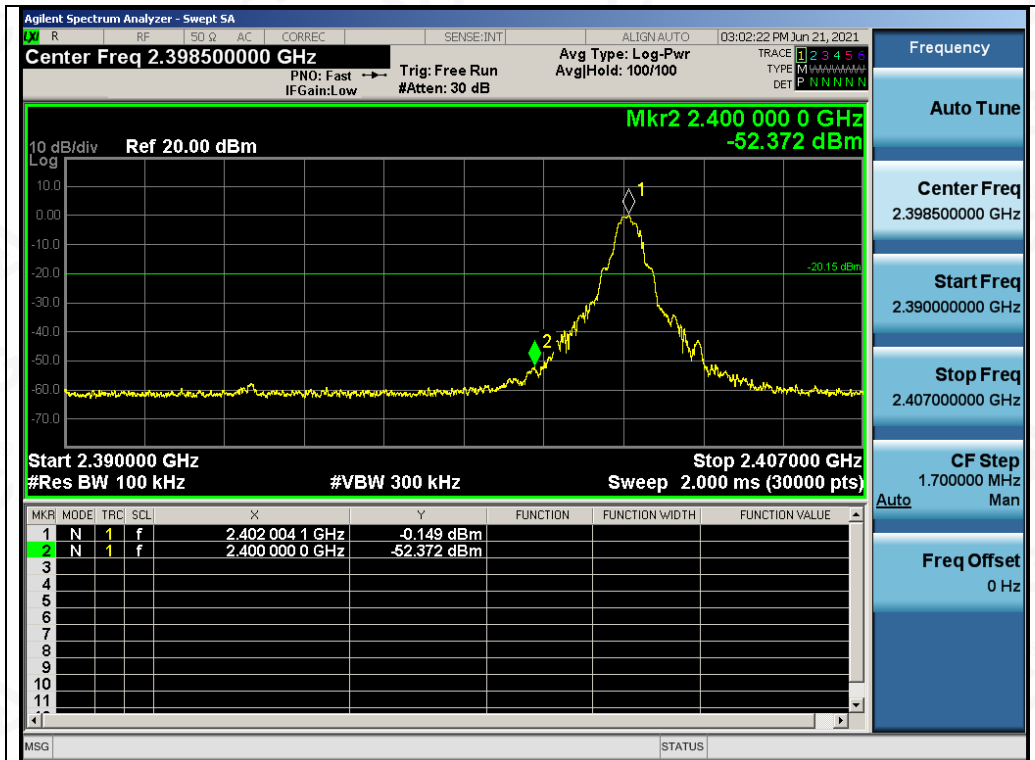 Agilent Spectrum Analyzer - Swept SA
LXI R RF 50 Ω AC CORREC SENSE:INT ALIGN AUTO 03:02:22 PM Jun 21, 2021
Center Freq 2.398500000 GHz
PNO: Fast
IFGain:Low
Trig: Free Run
#Atten: 30 dB
Avg Type: Log-Pwr
Avg|Hold: 100/100
TRACE 1 2 3 4 5 6
TYPE M
DET P N N N N N
Mkr2 2.400 000 0 GHz
-52.372 dBm
10 dB/div Ref 20.00 dBm
Log
10.0
0.00
-10.0
-20.0
-30.0
-40.0
-50.0
-60.0
-70.0
1
-20.15 dBm
2
Start 2.390000 GHz Stop 2.407000 GHz
#Res BW 100 kHz #VBW 300 kHz Sweep 2.000 ms (30000 pts)
MKR MODE TRC SCL X Y FUNCTION FUNCTION WIDTH FUNCTION VALUE
1 N 1 f 2.402 004 1 GHz -0.149 dBm
2 N 1 f 2.400 000 0 GHz -52.372 dBm
3
4
5
6
7
8
9
10
11
MSG STATUS
Frequency
Auto Tune
Center Freq
2.398500000 GHz
Start Freq
2.390000000 GHz
Stop Freq
2.407000000 GHz
CF Step
1.700000 MHz
Auto Man
Freq Offset
0 Hz